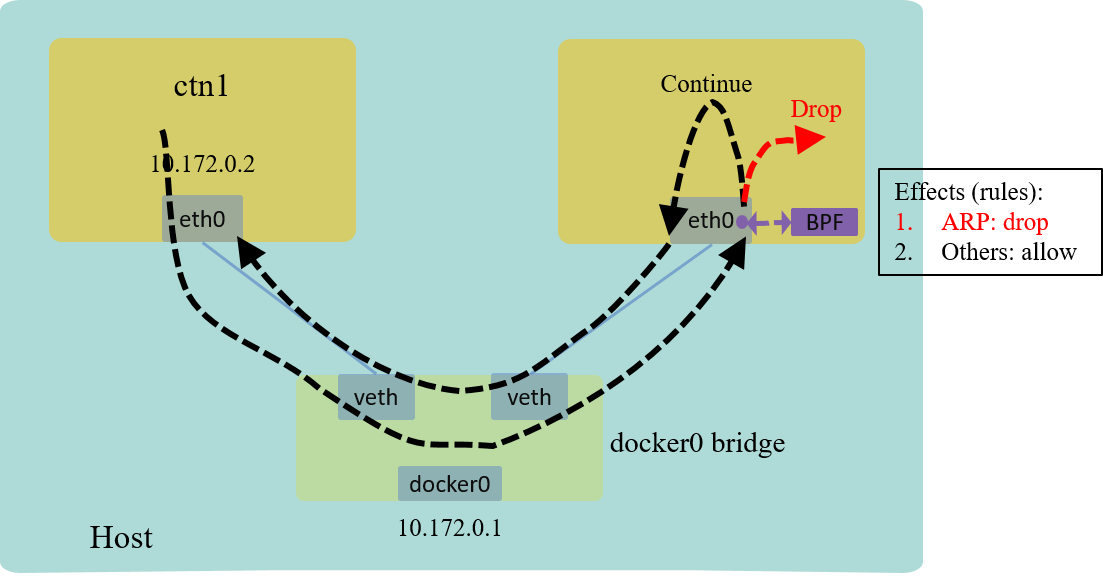 ctn1
Continue
Drop
10.172.0.2
eth0
eth0
BPF
Effects (rules):
1. ARP: drop
2. Others: allow
veth
veth
docker0 bridge
docker0
10.172.0.1
Host